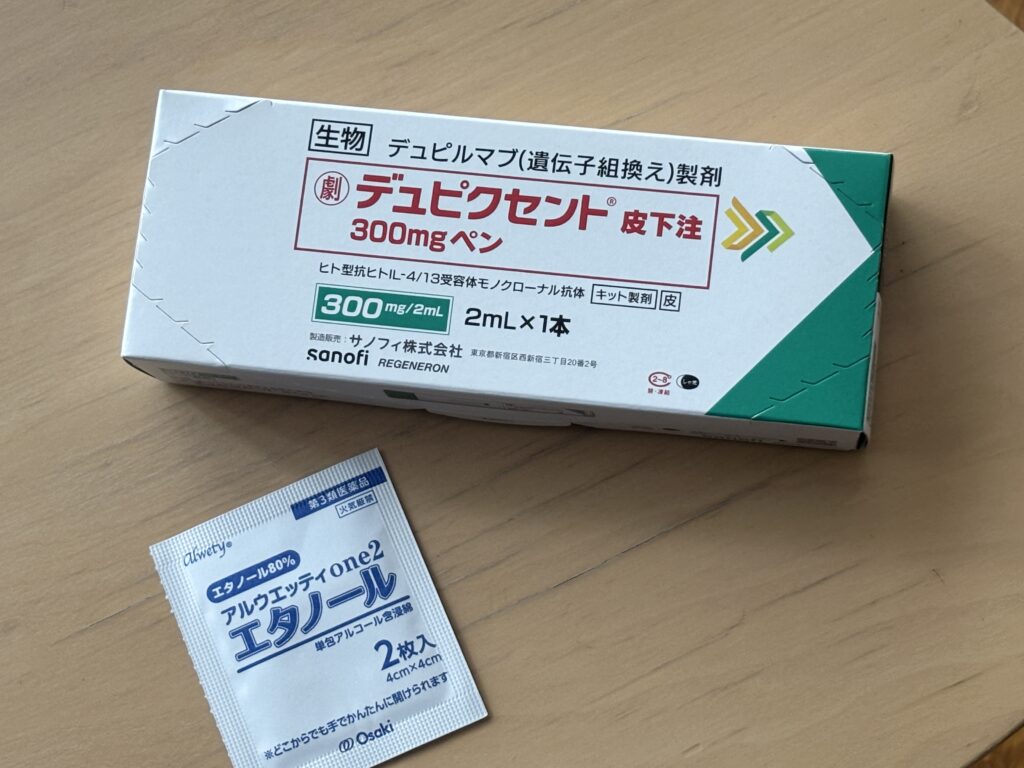 生物 デュピルマブ(遺伝子組換え)製剤
劇 デュピクセント® 皮下注
300mgペン
ヒト型抗ヒトIL-4/13受容体モノクローナル抗体 キット製剤 皮
300mg/2mL 2mL×1本
製造販売:サノフィ株式会社 東京都新宿区西新宿三丁目20番2号
sanofi REGENERON
2~8°
しゃ光
第3類医薬品
火気厳禁
alwety®
エタノール80%
アルウエッティone2
エタノール
単包アルコール含浸綿
2枚入
4cm×4cm
※どこからでも手でかんたんに開けられます
Osaki